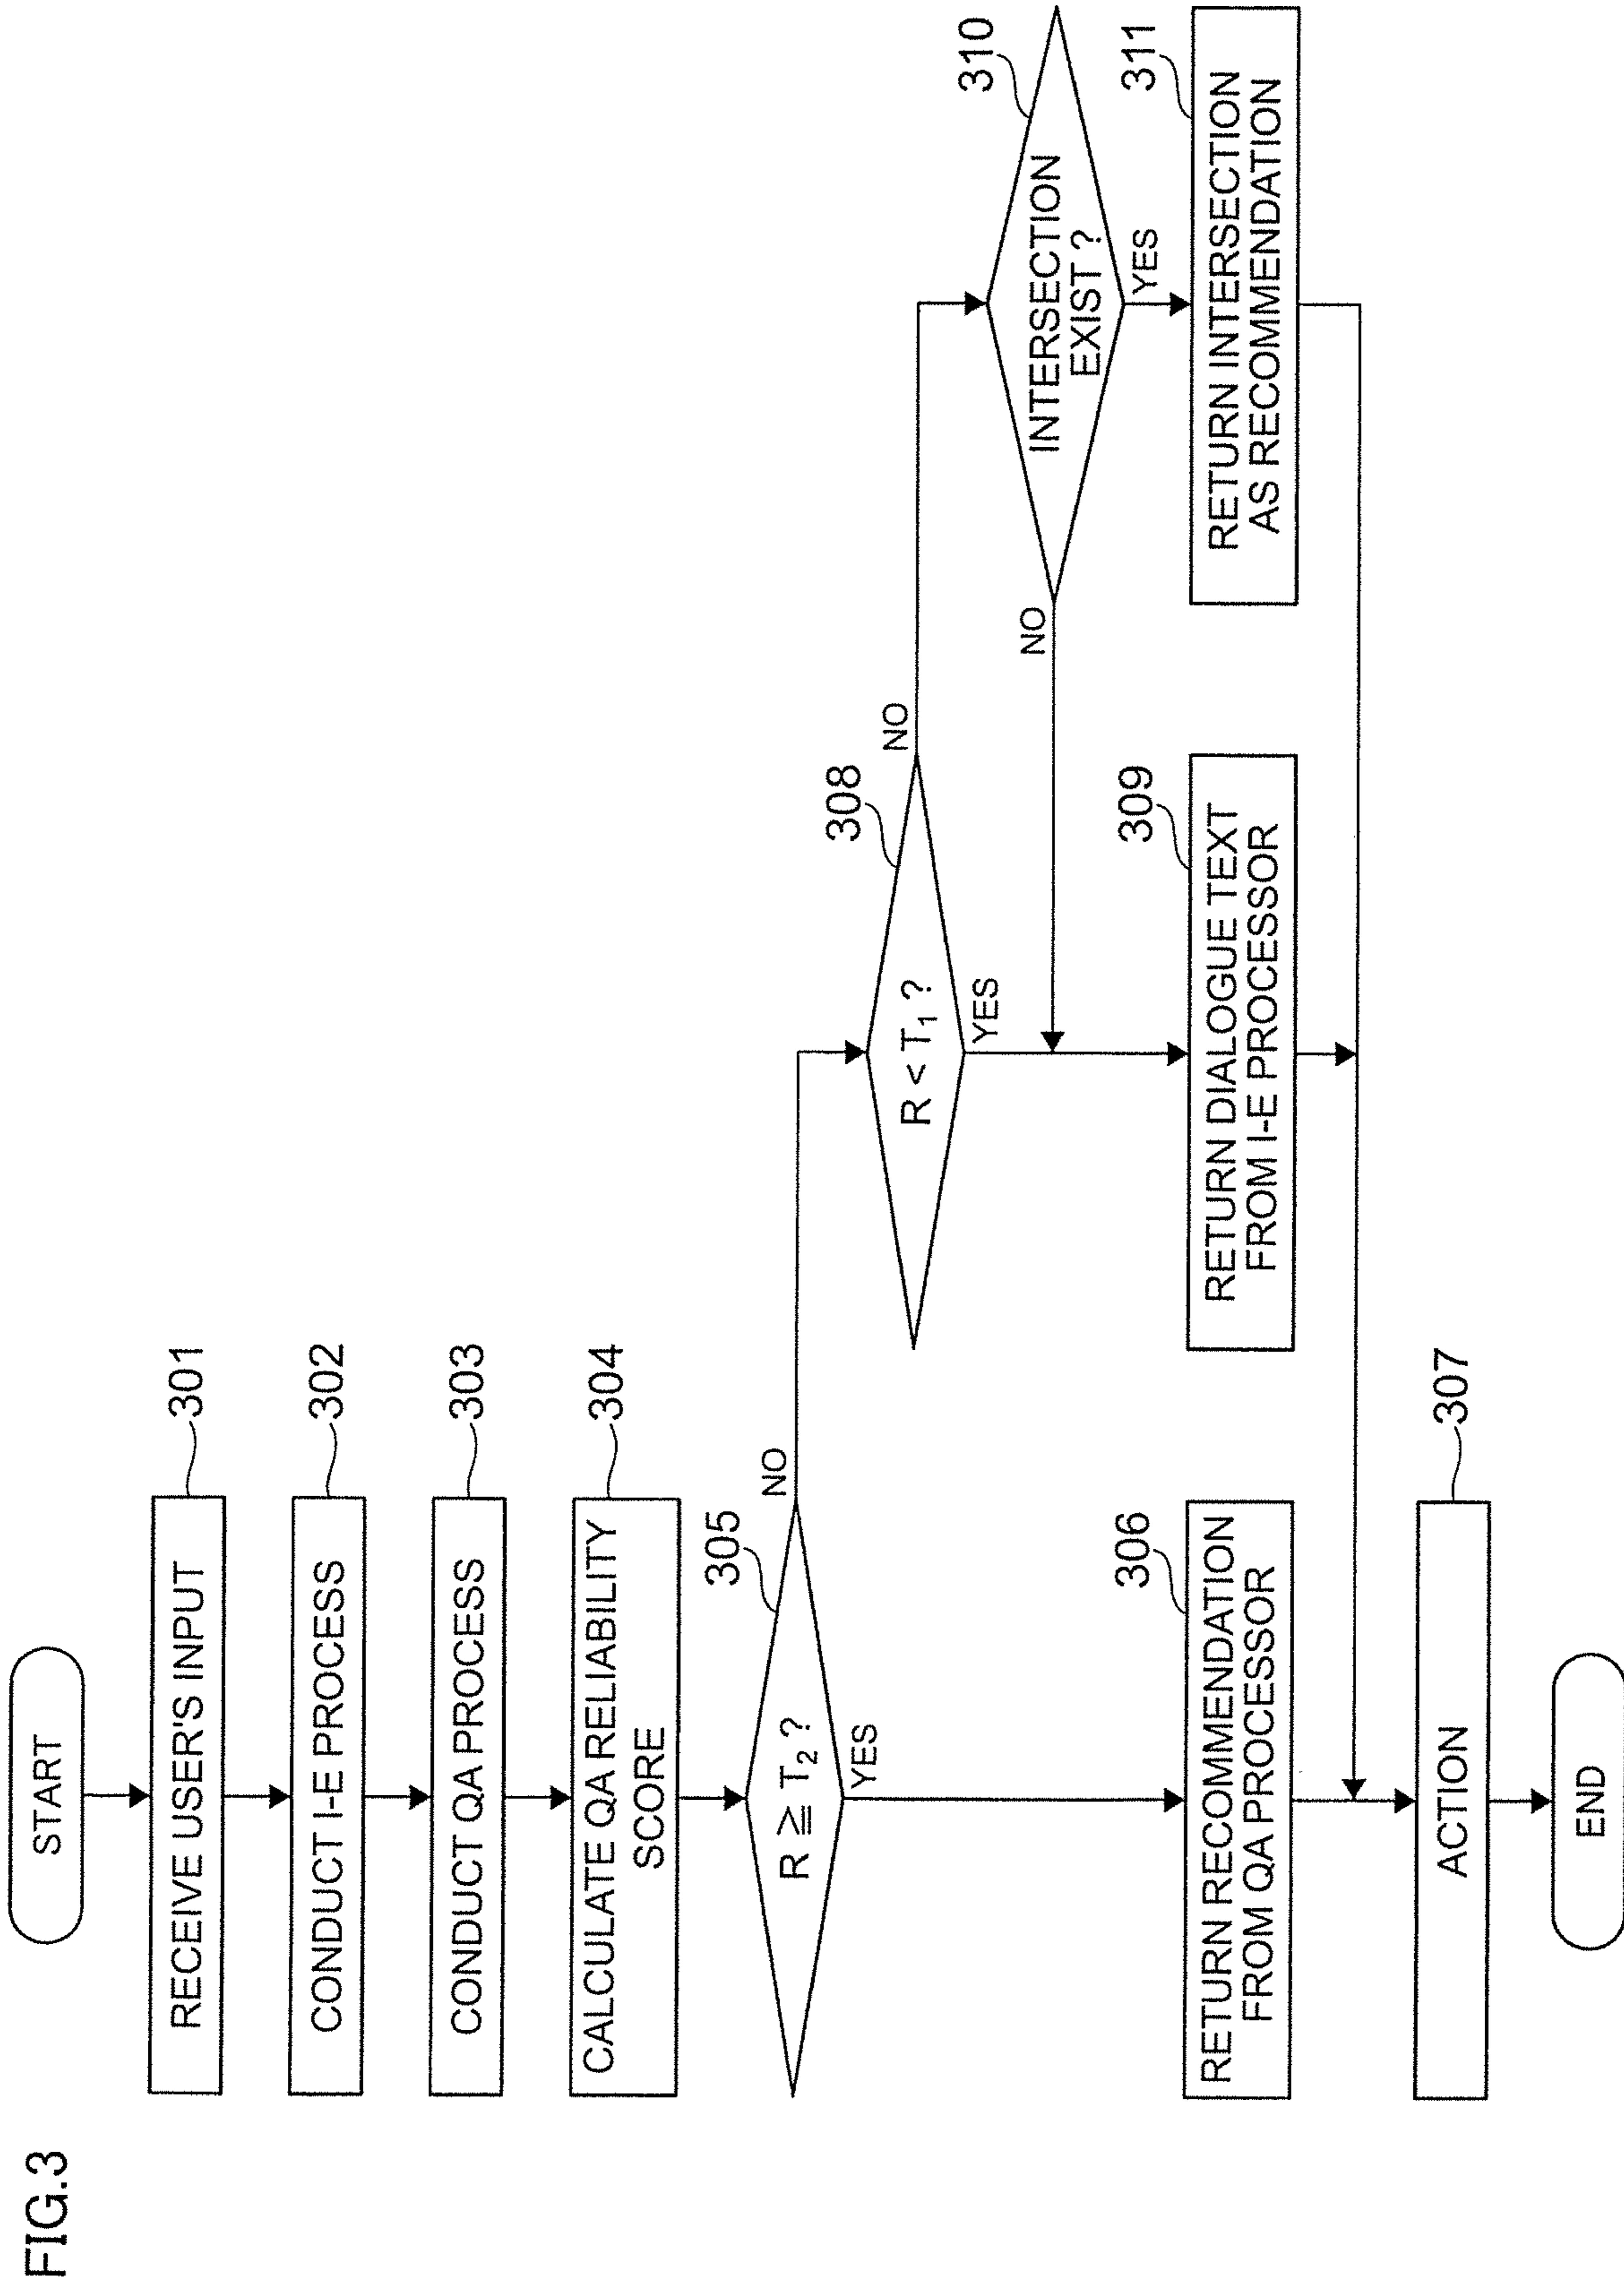 FIG.3
START
RECEIVE USER'S INPUT
301
CONDUCT I-E PROCESS
302
CONDUCT QA PROCESS
303
CALCULATE QA RELIABILITY
SCORE
304
R ≧ T₂ ?
305
NO
YES
R < T₁ ?
308
NO
YES
INTERSECTION
EXIST ?
310
NO
YES
RETURN RECOMMENDATION
FROM QA PROCESSOR
306
RETURN DIALOGUE TEXT
FROM I-E PROCESSOR
309
RETURN INTERSECTION
AS RECOMMENDATION
311
ACTION
307
END